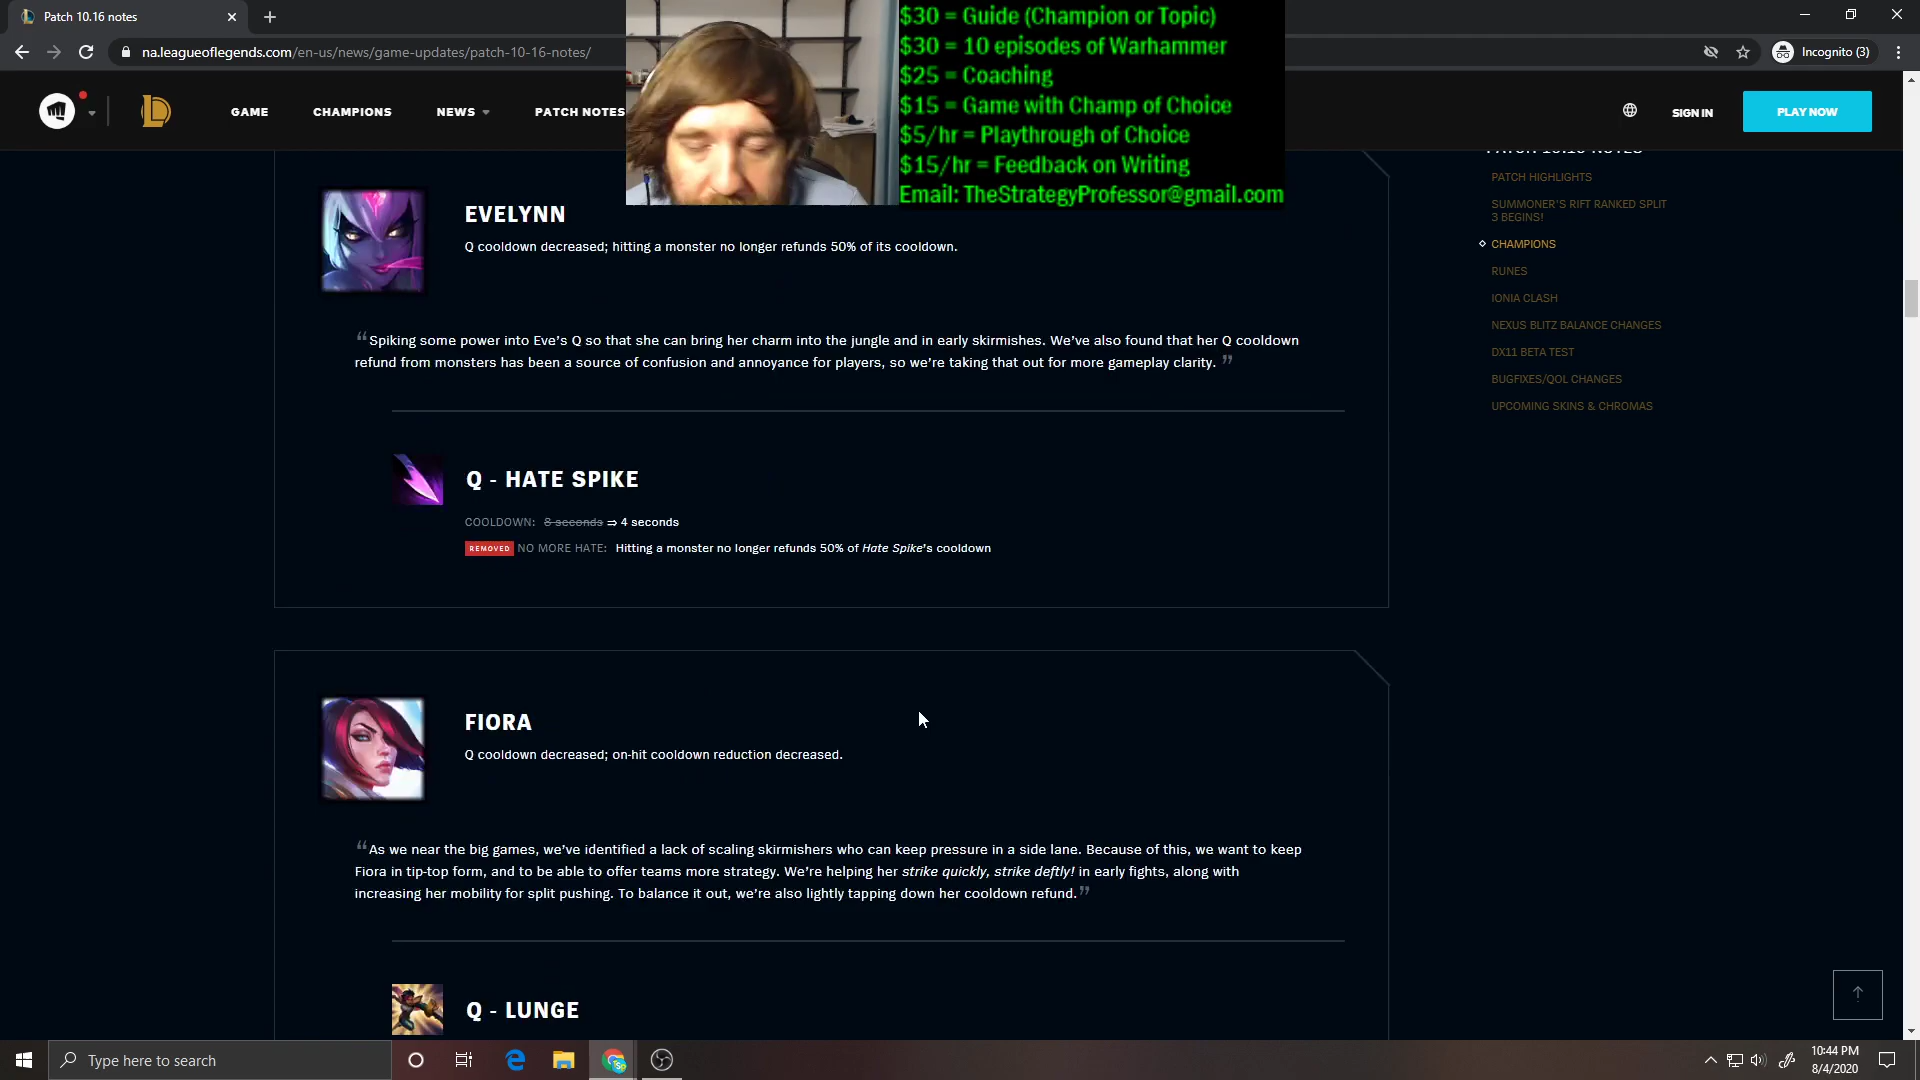 Patch 10.16 notes
na.leagueoflegends.com/en-us/news/game-updates/patch-10-16-notes/
Incognito (3)
GAME
CHAMPIONS
NEWS
PATCH NOTES
SIGN IN
PLAY NOW
$30 = Guide (Champion or Topic)
$30 = 10 episodes of Warhammer
$25 = Coaching
$15 = Game with Champ of Choice
$5/hr = Playthrough of Choice
$15/hr = Feedback on Writing
Email: TheStrategyProfessor@gmail.com
PATCH 10.16 NOTES
PATCH HIGHLIGHTS
SUMMONER'S RIFT RANKED SPLIT
3 BEGINS!
CHAMPIONS
RUNES
IONIA CLASH
NEXUS BLITZ BALANCE CHANGES
DX11 BETA TEST
BUGFIXES/QOL CHANGES
UPCOMING SKINS & CHROMAS
EVELYNN
Q cooldown decreased; hitting a monster no longer refunds 50% of its cooldown.
“Spiking some power into Eve’s Q so that she can bring her charm into the jungle and in early skirmishes. We’ve also found that her Q cooldown
refund from monsters has been a source of confusion and annoyance for players, so we’re taking that out for more gameplay clarity. ”
Q - HATE SPIKE
COOLDOWN: 8 seconds ⇒ 4 seconds
REMOVED NO MORE HATE: Hitting a monster no longer refunds 50% of Hate Spike's cooldown
FIORA
Q cooldown decreased; on-hit cooldown reduction decreased.
“As we near the big games, we’ve identified a lack of scaling skirmishers who can keep pressure in a side lane. Because of this, we want to keep
Fiora in tip-top form, and to be able to offer teams more strategy. We’re helping her strike quickly, strike deftly! in early fights, along with
increasing her mobility for split pushing. To balance it out, we’re also lightly tapping down her cooldown refund.”
Q - LUNGE
Type here to search
10:44 PM
8/4/2020